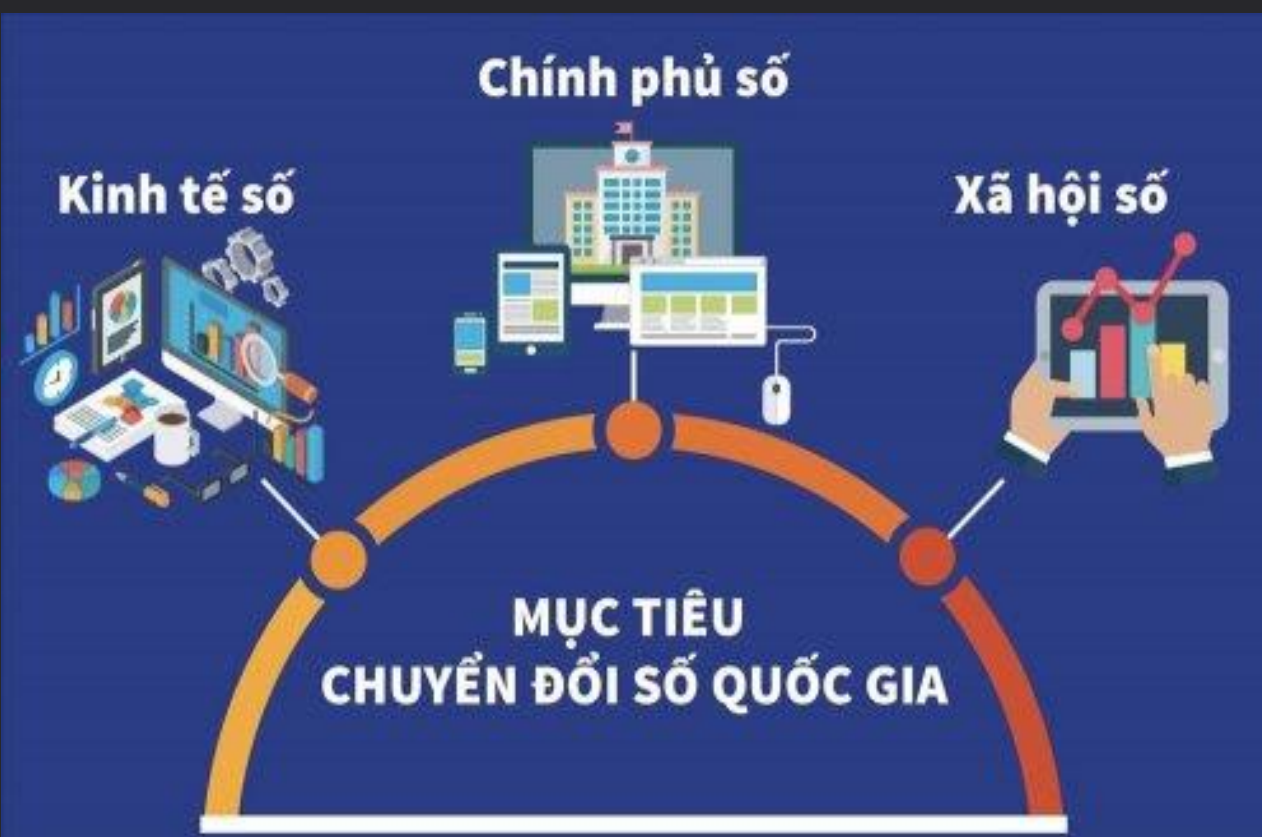 Chính phủ số
Kinh tế số
Xã hội số
MỤC TIÊU
CHUYỂN ĐỔI SỐ QUỐC GIA